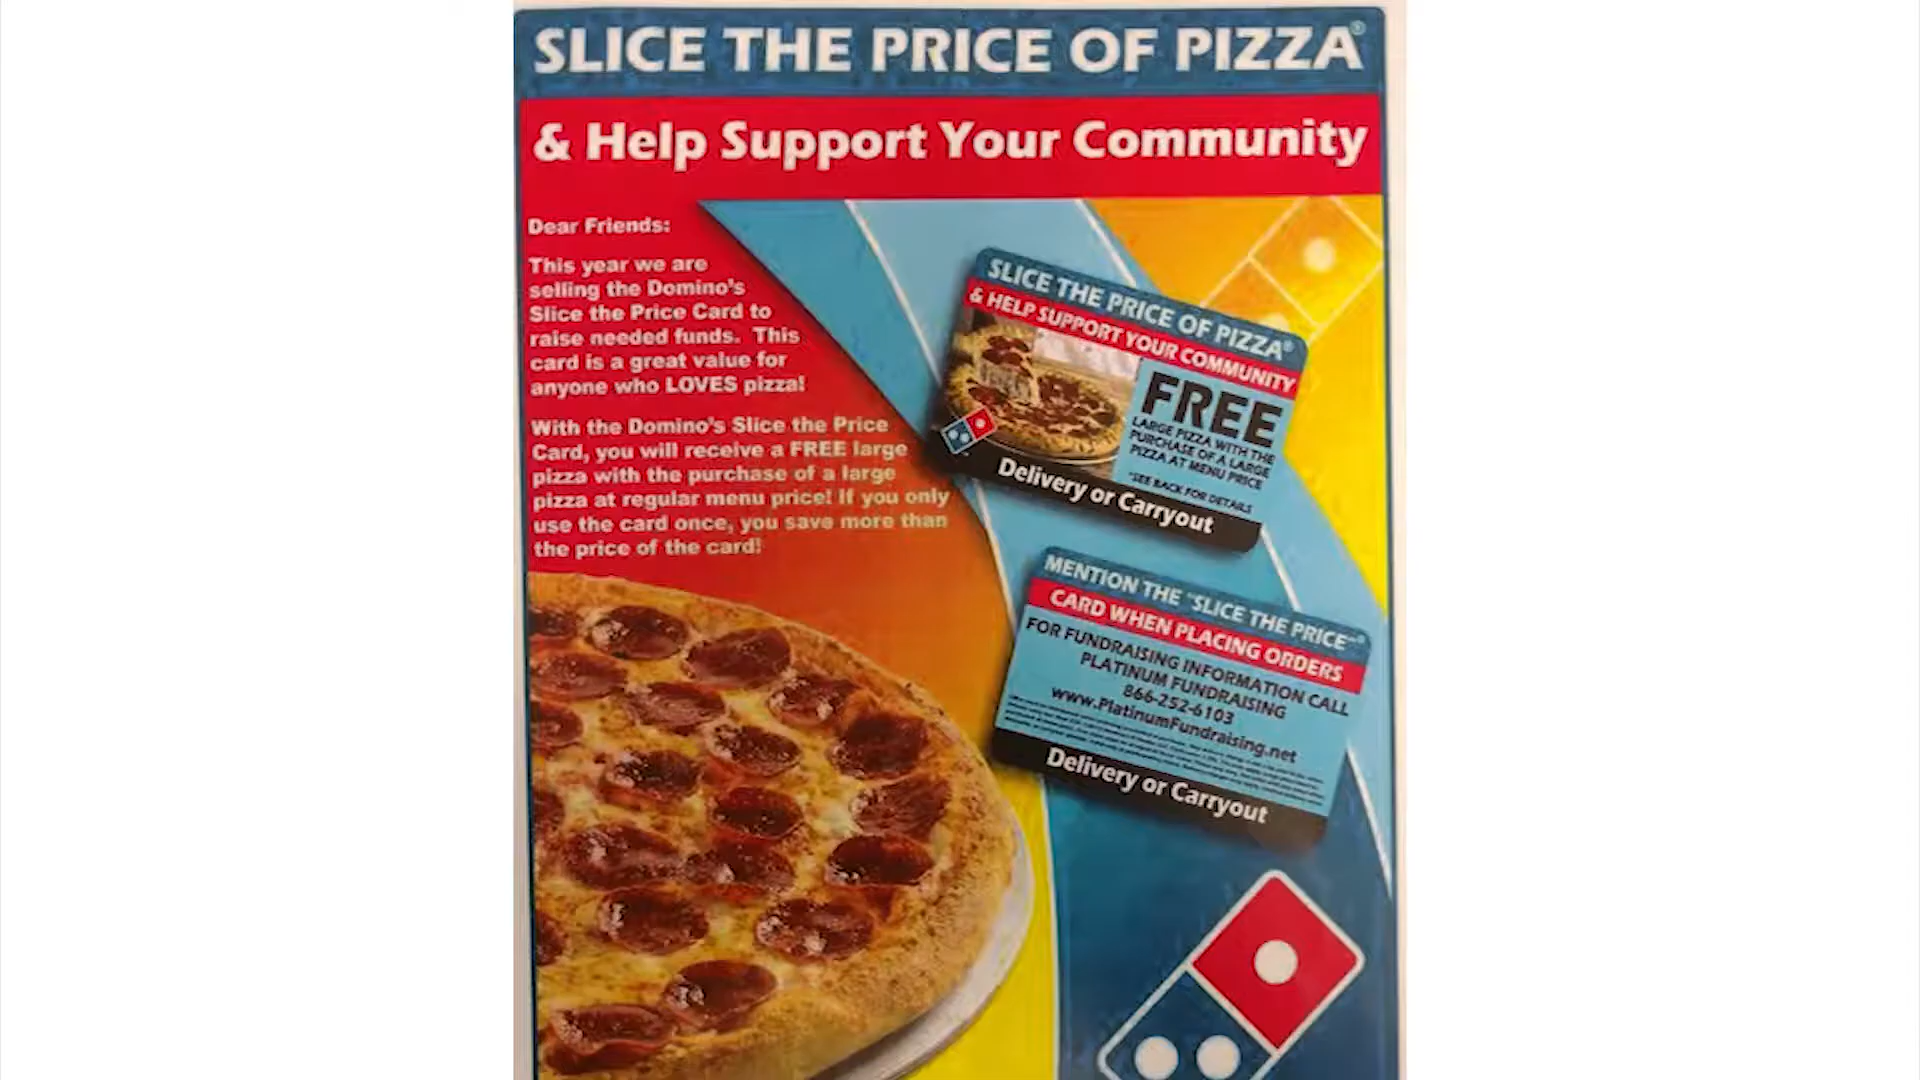 SLICE THE PRICE OF PIZZA®
& Help Support Your Community
Dear Friends:
This year we are
selling the Domino's
Slice the Price Card to
raise needed funds. This
card is a great value for
anyone who LOVES pizza!
With the Domino's Slice the Price
Card, you will receive a FREE large
pizza with the purchase of a large
pizza at regular menu price! If you only
use the card once, you save more than
the price of the card!
SLICE THE PRICE OF PIZZA®
& HELP SUPPORT YOUR COMMUNITY
FREE
LARGE PIZZA WITH THE
PURCHASE OF A LARGE
PIZZA AT MENU PRICE
*SEE BACK FOR DETAILS
Delivery or Carryout
MENTION THE "SLICE THE PRICE"®
CARD WHEN PLACING ORDERS
FOR FUNDRAISING INFORMATION CALL
PLATINUM FUNDRAISING
866-252-6103
www.PlatinumFundraising.net
Delivery or Carryout